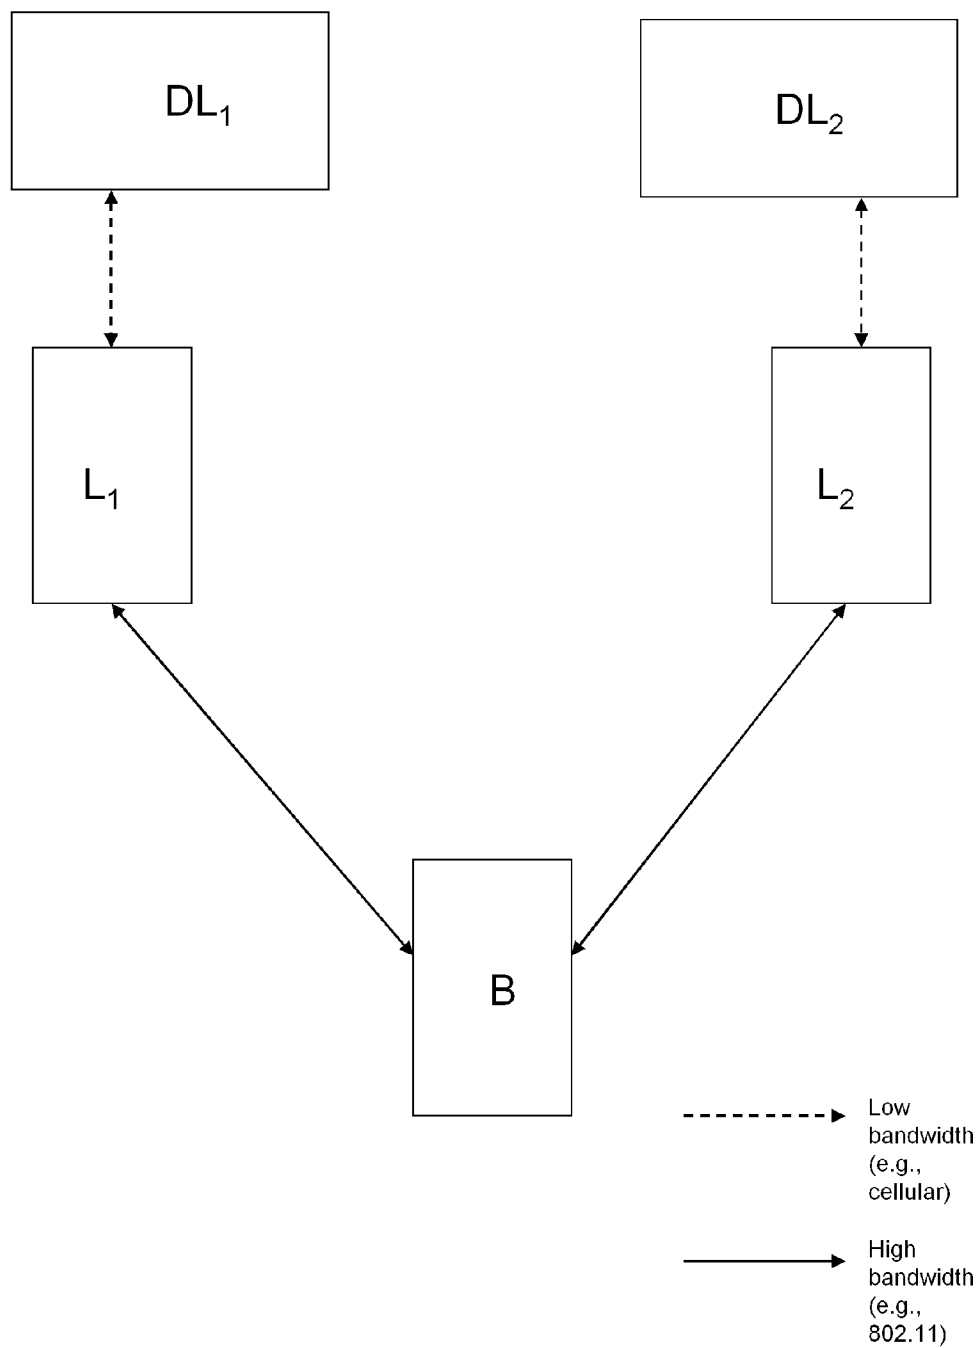 DL1
DL2
L1
L2
B
Low
bandwidth
(e.g.,
cellular)
High
bandwidth
(e.g.,
802.11)